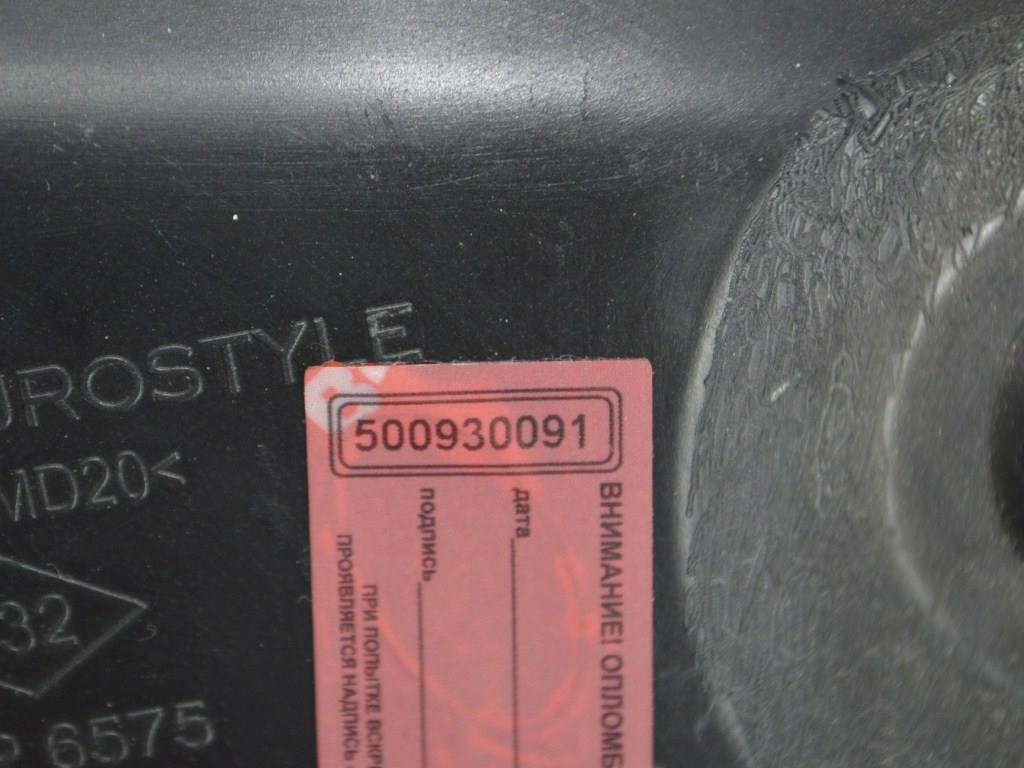 UROSTYLE
MD20<
32
6575
500930091
ВНИМАНИЕ! ОПЛОМБ
дата
подпись
ПРИ ПОПЫТКЕ ВСКР
ПРОЯВЛЯЕТСЯ НАДПИСЬ